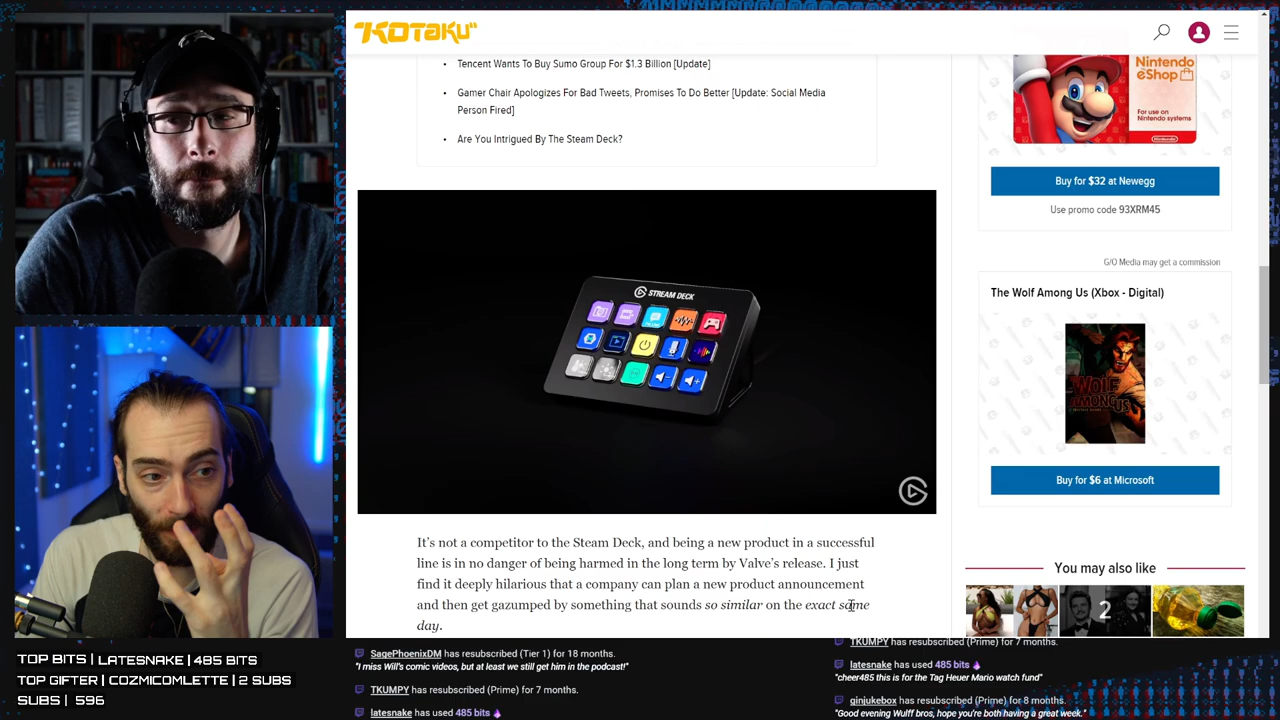 KOTAKU
Tencent Wants To Buy Sumo Group For $1.3 Billion [Update]
Gamer Chair Apologizes For Bad Tweets, Promises To Do Better [Update: Social Media
Person Fired]
Are You Intrigued By The Steam Deck?
STREAM DECK
It's not a competitor to the Steam Deck, and being a new product in a successful
line is in no danger of being harmed in the long term by Valve's release. I just
find it deeply hilarious that a company can plan a new product announcement
and then get gazumped by something that sounds so similar on the exact same
day.
Nintendo
eShop
For use on
Nintendo systems
Nintendo
Buy for $32 at Newegg
Use promo code 93XRM45
G/O Media may get a commission
The Wolf Among Us (Xbox - Digital)
WOLF
AMONG US
Buy for $6 at Microsoft
You may also like
2
TOP BITS | LATESNAKE | 485 BITS
TOP GIFTER | COZMICOMLETTE | 2 SUBS
SUBS | 596
SagePhoenixDM has resubscribed (Tier 1) for 18 months.
"I miss Will's comic videos, but at least we still get him in the podcast!"
TKUMPY has resubscribed (Prime) for 7 months.
latesnake has used 485 bits
TKUMPY has resubscribed (Prime) for 7 months.
latesnake has used 485 bits
"cheer485 this is for the Tag Heuer Mario watch fund"
ginjukebox has resubscribed (Prime) for 8 months.
"Good evening Wulff bros, hope you're both having a great week."